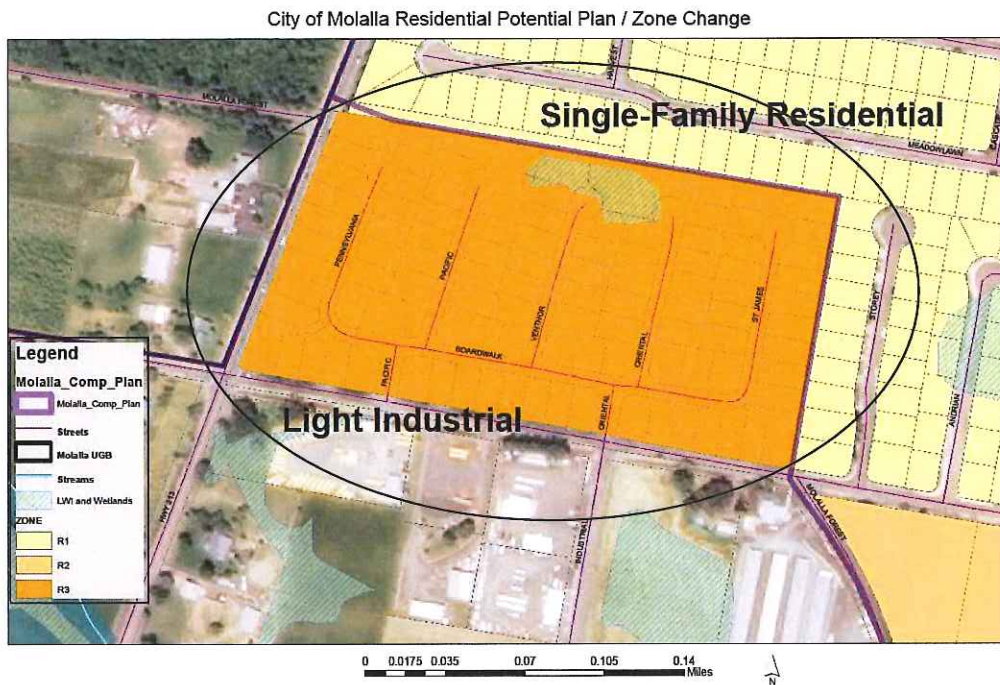 City of Molalla Residential Potential Plan / Zone Change
MOLALLA FOREST
HARVEST
Single-Family Residential
MEADOWLAWN
PENNSYLVANIA
PACIFIC
VENTNOR
ORIENTAL
ST JAMES
STOREY
ADRIAN
BOARDWALK
PACIFIC
ORIENTAL
Light Industrial
HWY 213
INDUSTRIAL
MOLALLA FOREST
Legend
Molalla_Comp_Plan
Molalla_Comp_Plan
Streets
Molalla UGB
Streams
LWI and Wetlands
ZONE
R1
R2
R3
0 0.0175 0.035 0.07 0.105 0.14
Miles
N